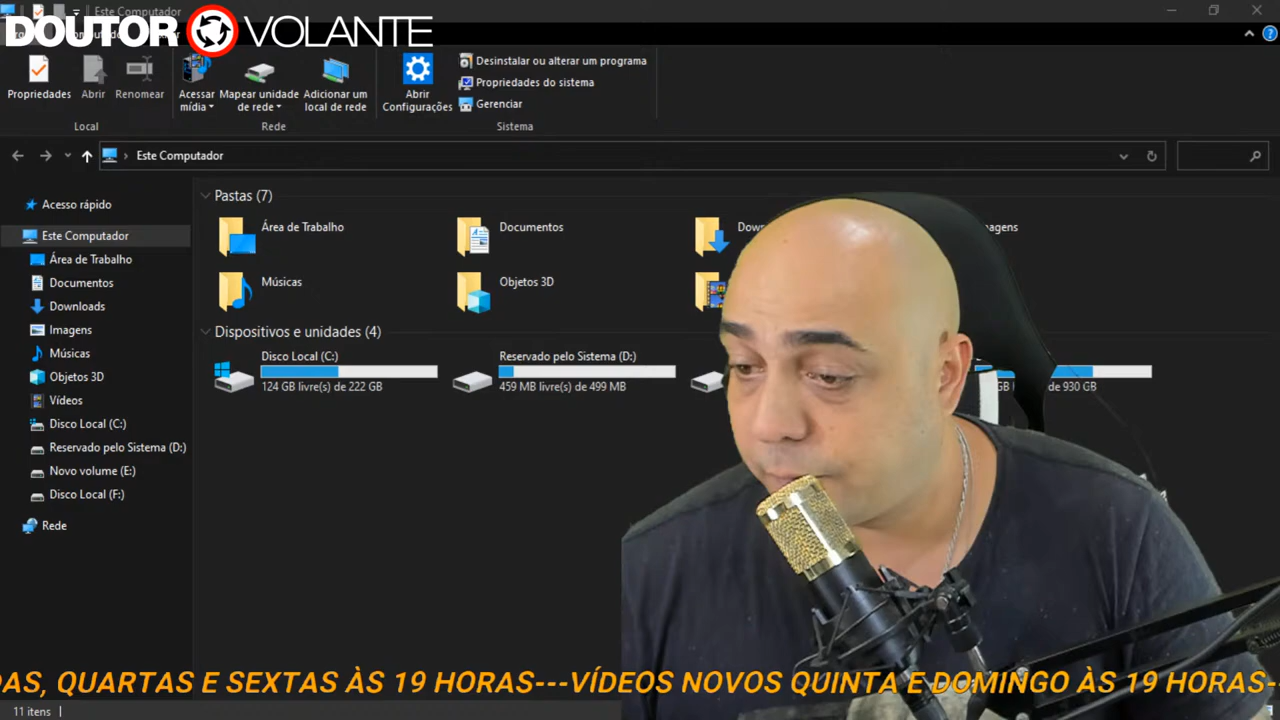 Este Computador
DOUTOR VOLANTE
Propriedades
Abrir
Renomear
Local
Acessar mídia
Mapear unidade de rede
Adicionar um local de rede
Rede
Abrir Configurações
Desinstalar ou alterar um programa
Propriedades do sistema
Gerenciar
Sistema
Este Computador
Acesso rápido
Este Computador
Área de Trabalho
Documentos
Downloads
Imagens
Músicas
Objetos 3D
Vídeos
Disco Local (C:)
Reservado pelo Sistema (D:)
Novo volume (E:)
Disco Local (F:)
Rede
Pastas (7)
Área de Trabalho
Documentos
Músicas
Objetos 3D
Dispositivos e unidades (4)
Disco Local (C:)
124 GB livre(s) de 222 GB
Reservado pelo Sistema (D:)
459 MB livre(s) de 499 MB
de 930 GB
QUARTAS E SEXTAS ÀS 19 HORAS---VÍDEOS NOVOS QUINTA E DOMINGO ÀS 19 HORAS--
11 itens